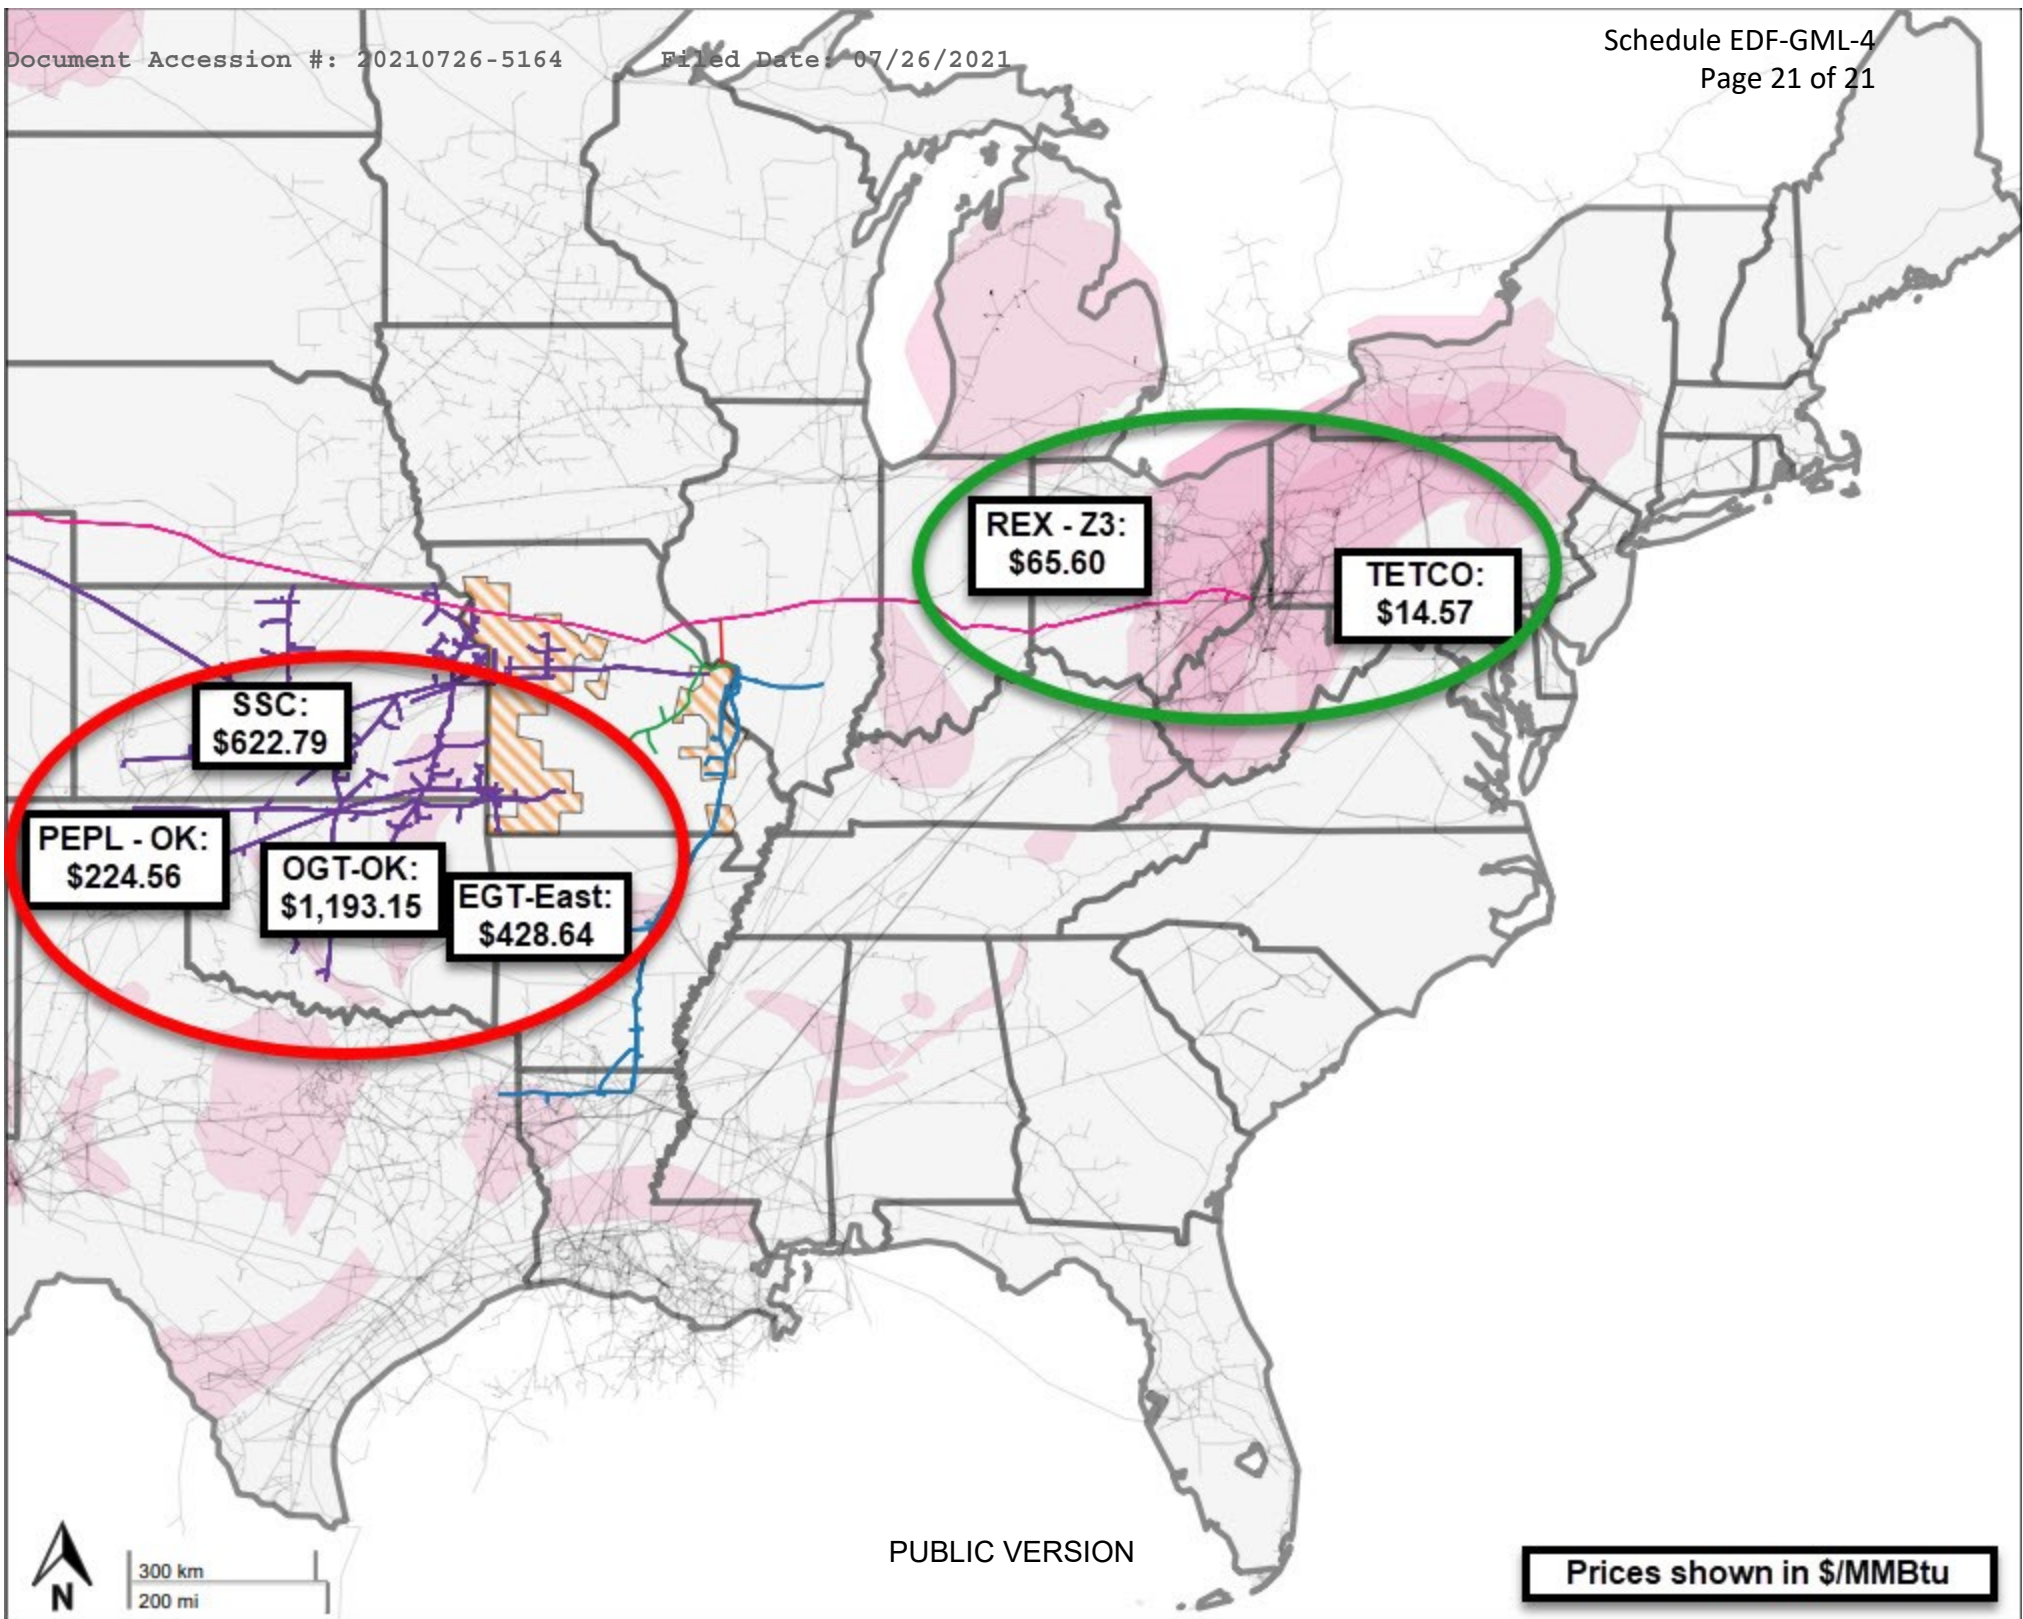 Document Accession #: 20210726-5164 Filed Date: 07/26/2021
Schedule EDF-GML-4
Page 21 of 21
REX - Z3:
$65.60
TETCO:
$14.57
SSC:
$622.79
PEPL - OK:
$224.56
OGT-OK:
$1,193.15
EGT-East:
$428.64
N
300 km
200 mi
PUBLIC VERSION
Prices shown in $/MMBtu